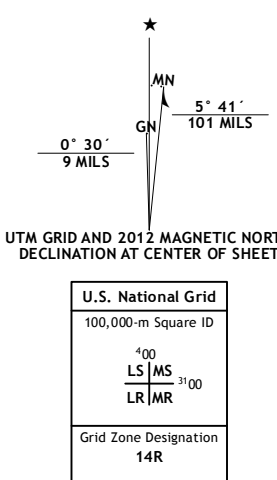 ★
MN
GN
5° 41´
101 MILS
0° 30´
9 MILS
UTM GRID AND 2012 MAGNETIC NORT
DECLINATION AT CENTER OF SHEET
U.S. National Grid
100,000-m Square ID
⁴00
LS MS
³¹00
LR MR
Grid Zone Designation
14R